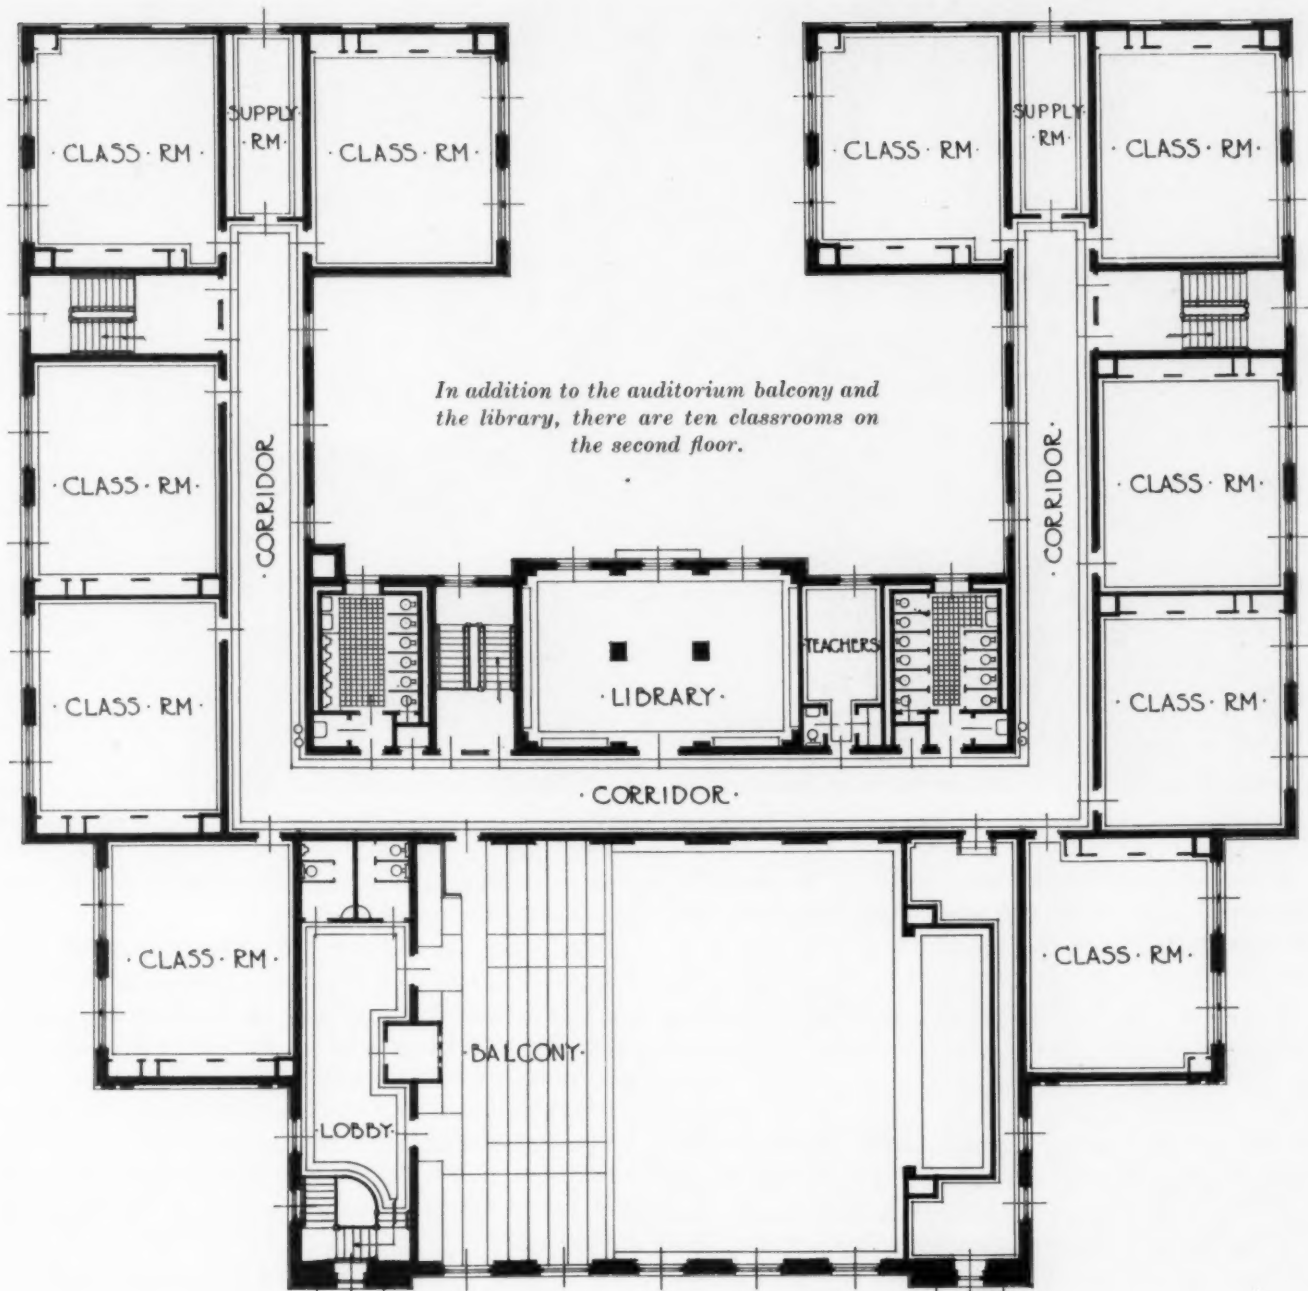 · CLASS · RM ·
· SUPPLY ·
· RM ·
· CLASS · RM ·
· CLASS · RM ·
· SUPPLY ·
· RM ·
· CLASS · RM ·
In addition to the auditorium balcony and
the library, there are ten classrooms on
the second floor.
· CLASS · RM ·
· CORRIDOR ·
· CORRIDOR ·
· CLASS · RM ·
· CLASS · RM ·
· TEACHERS ·
· LIBRARY ·
· CLASS · RM ·
· CORRIDOR ·
· CLASS · RM ·
· CLASS · RM ·
· BALCONY ·
· LOBBY ·